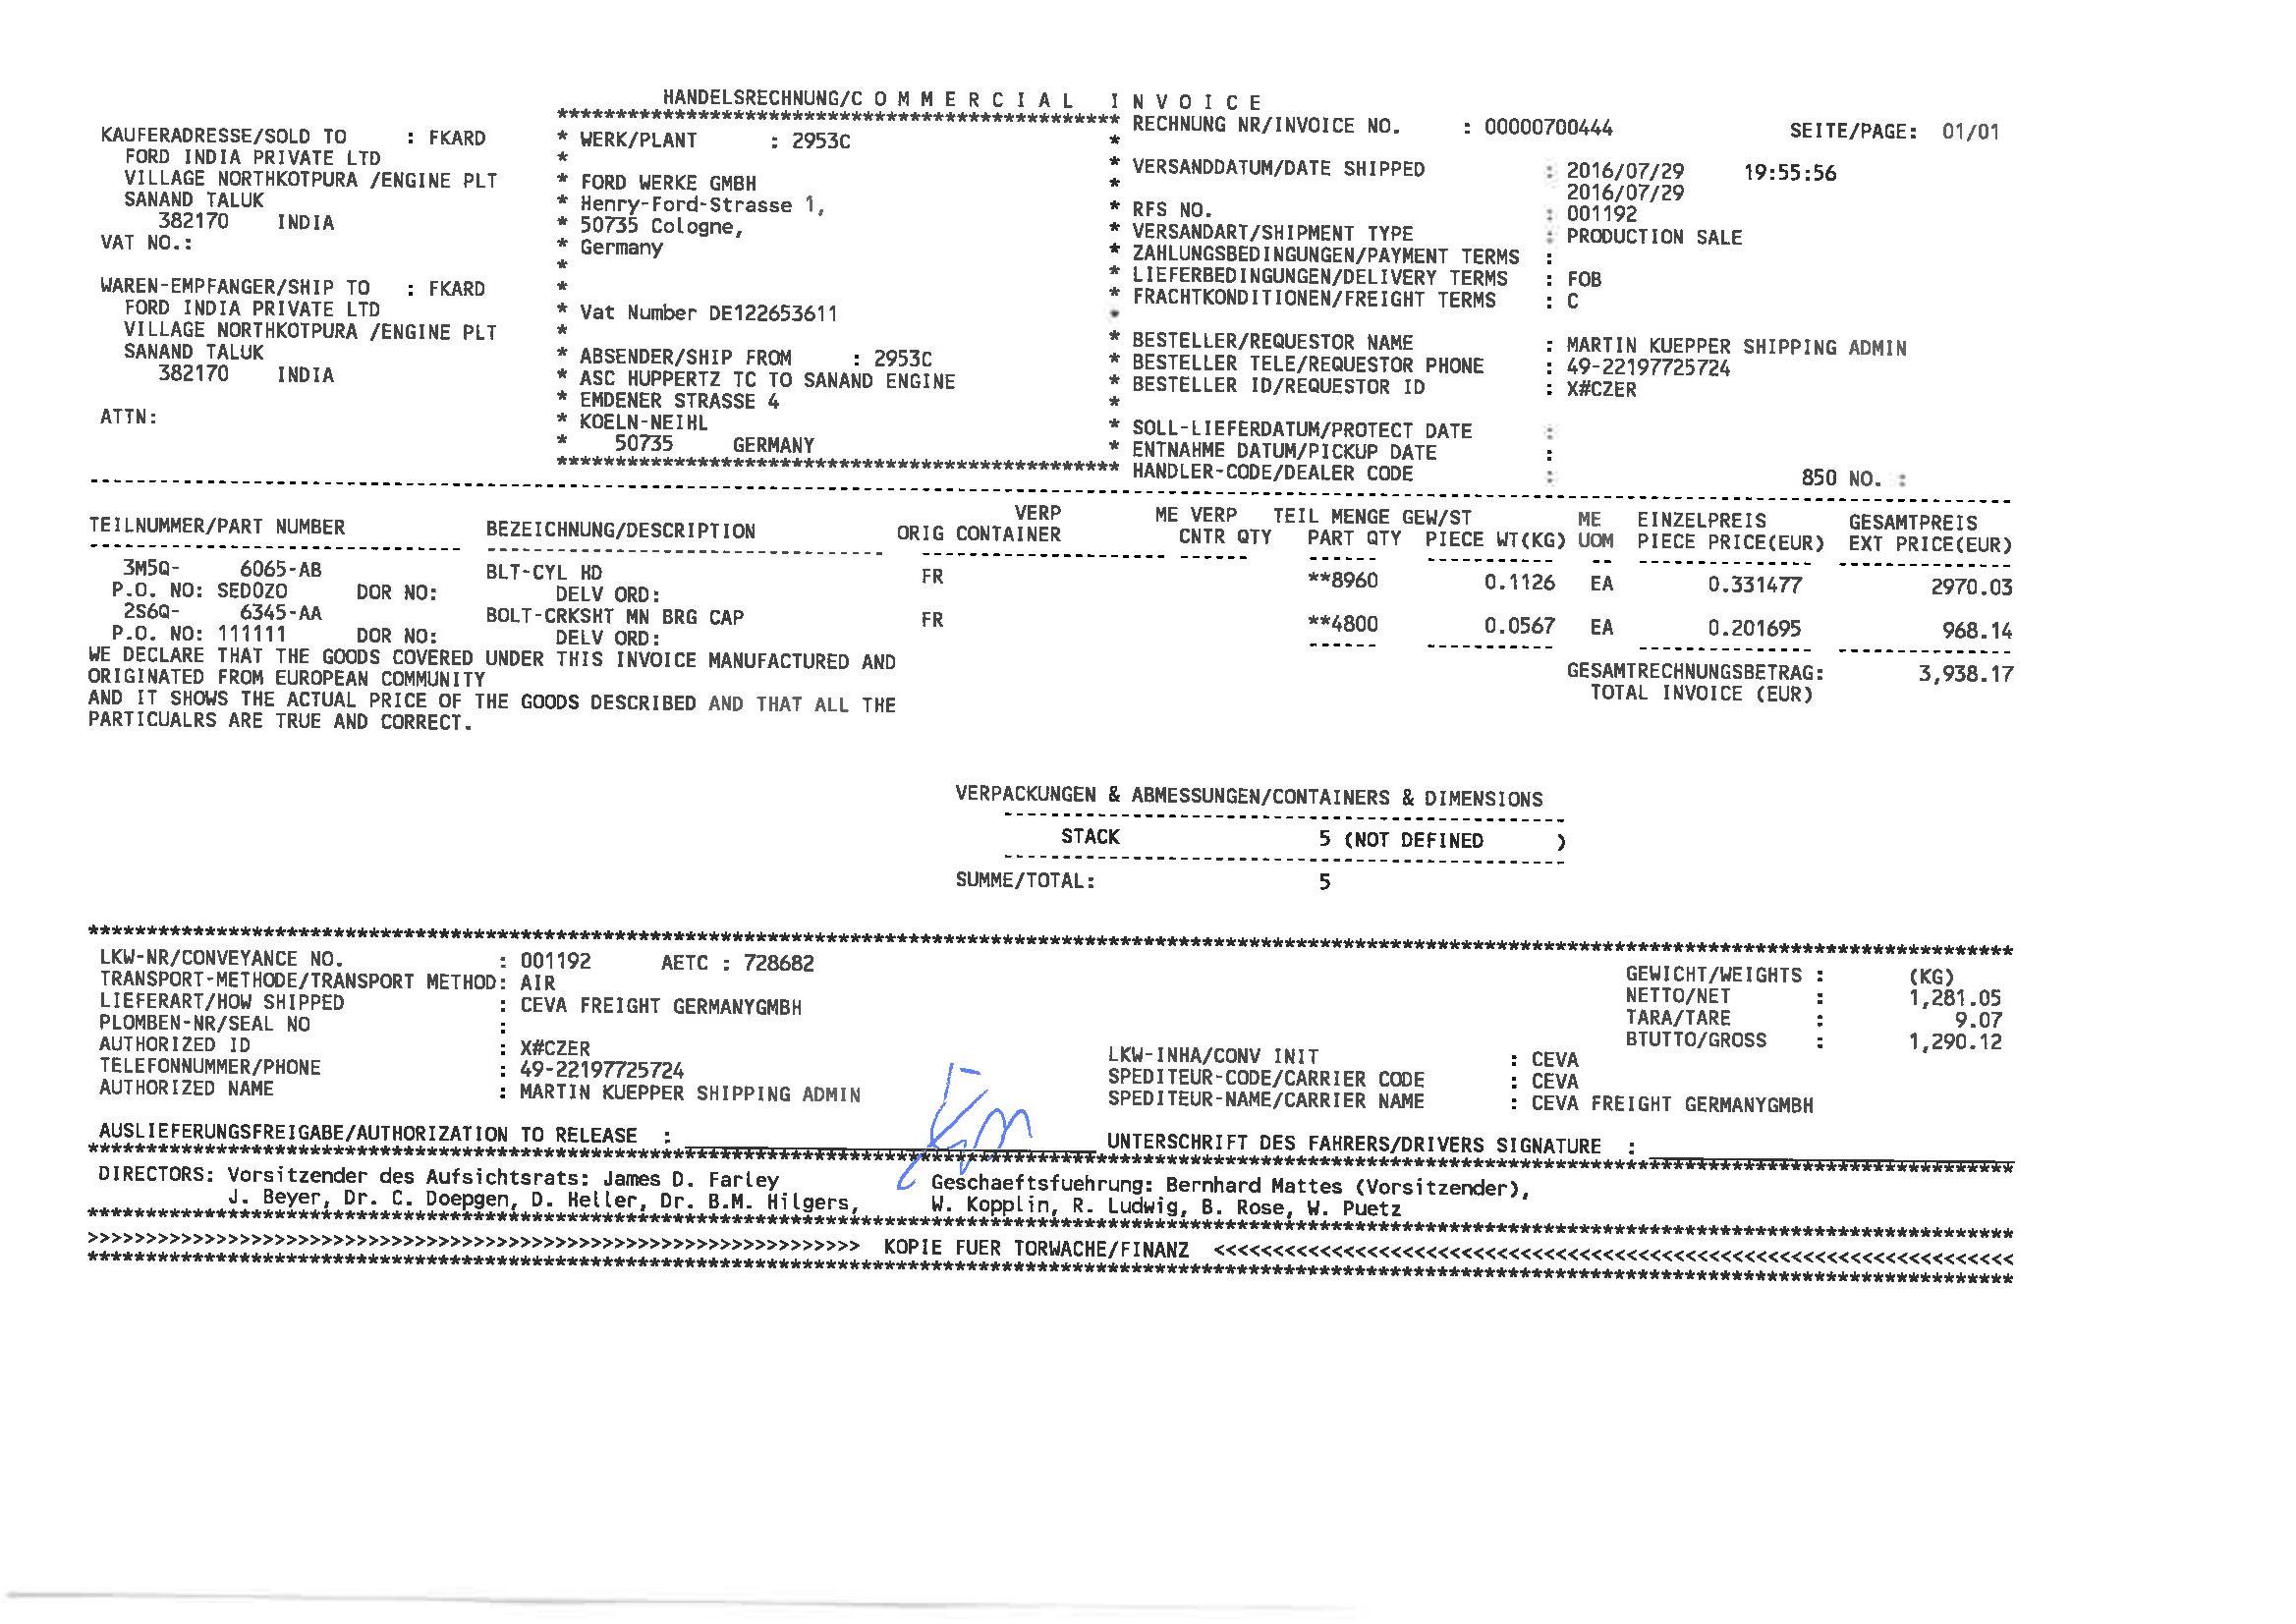 HANDELSRECHNUNG/C O M M E R C I A L   I N V O I C E
KAUFERADRESSE/SOLD TO : FKARD
FORD INDIA PRIVATE LTD
VILLAGE NORTHKOTPURA /ENGINE PLT
SANAND TALUK
382170 INDIA
VAT NO.:
WAREN-EMPFANGER/SHIP TO : FKARD
FORD INDIA PRIVATE LTD
VILLAGE NORTHKOTPURA /ENGINE PLT
SANAND TALUK
382170 INDIA
ATTN:
* WERK/PLANT : 2953C
* FORD WERKE GMBH
* Henry-Ford-Strasse 1,
* 50735 Cologne,
* Germany
* Vat Number DE122653611
* ABSENDER/SHIP FROM : 2953C
* ASC HUPPERTZ TC TO SANAND ENGINE
* EMDENER STRASSE 4
* KOELN-NEIHL
* 50735 GERMANY
RECHNUNG NR/INVOICE NO. : 00000700444 SEITE/PAGE: 01/01
* VERSANDDATUM/DATE SHIPPED : 2016/07/29 19:55:56
2016/07/29
* RFS NO. : 001192
* VERSANDART/SHIPMENT TYPE : PRODUCTION SALE
* ZAHLUNGSBEDINGUNGEN/PAYMENT TERMS :
* LIEFERBEDINGUNGEN/DELIVERY TERMS : FOB
* FRACHTKONDITIONEN/FREIGHT TERMS : C
* BESTELLER/REQUESTOR NAME : MARTIN KUEPPER SHIPPING ADMIN
* BESTELLER TELE/REQUESTOR PHONE : 49-22197725724
* BESTELLER ID/REQUESTOR ID : X#CZER
* SOLL-LIEFERDATUM/PROTECT DATE :
* ENTNAHME DATUM/PICKUP DATE :
HANDLER-CODE/DEALER CODE : 850 NO. :
VERP ME VERP TEIL MENGE GEW/ST ME EINZELPREIS GESAMTPREIS
TEILNUMMER/PART NUMBER BEZEICHNUNG/DESCRIPTION ORIG CONTAINER CNTR QTY PART QTY PIECE WT(KG) UOM PIECE PRICE(EUR) EXT PRICE(EUR)
3M5Q- 6065-AB BLT-CYL HD FR **8960 0.1126 EA 0.331477 2970.03
P.O. NO: SEDOZO DOR NO: DELV ORD:
2S6Q- 6345-AA BOLT-CRKSHT MN BRG CAP FR **4800 0.0567 EA 0.201695 968.14
P.O. NO: 111111 DOR NO: DELV ORD:
WE DECLARE THAT THE GOODS COVERED UNDER THIS INVOICE MANUFACTURED AND
ORIGINATED FROM EUROPEAN COMMUNITY
AND IT SHOWS THE ACTUAL PRICE OF THE GOODS DESCRIBED AND THAT ALL THE
PARTICUALRS ARE TRUE AND CORRECT.
GESAMTRECHNUNGSBETRAG: 3,938.17
TOTAL INVOICE (EUR)
VERPACKUNGEN & ABMESSUNGEN/CONTAINERS & DIMENSIONS
STACK 5 (NOT DEFINED )
SUMME/TOTAL: 5
LKW-NR/CONVEYANCE NO. : 001192 AETC : 728682
TRANSPORT-METHODE/TRANSPORT METHOD: AIR
LIEFERART/HOW SHIPPED : CEVA FREIGHT GERMANYGMBH
PLOMBEN-NR/SEAL NO :
AUTHORIZED ID : X#CZER
TELEFONNUMMER/PHONE : 49-22197725724
AUTHORIZED NAME : MARTIN KUEPPER SHIPPING ADMIN
GEWICHT/WEIGHTS : (KG)
NETTO/NET : 1,281.05
TARA/TARE : 9.07
BTUTTO/GROSS : 1,290.12
LKW-INHA/CONV INIT : CEVA
SPEDITEUR-CODE/CARRIER CODE : CEVA
SPEDITEUR-NAME/CARRIER NAME : CEVA FREIGHT GERMANYGMBH
AUSLIEFERUNGSFREIGABE/AUTHORIZATION TO RELEASE : UNTERSCHRIFT DES FAHRERS/DRIVERS SIGNATURE :
DIRECTORS: Vorsitzender des Aufsichtsrats: James D. Farley Geschaeftsfuehrung: Bernhard Mattes (Vorsitzender),
J. Beyer, Dr. C. Doepgen, D. Heller, Dr. B.M. Hilgers, W. Kopplin, R. Ludwig, B. Rose, W. Puetz
>>>>>>>>>>>>>>>>>>>>>>>>>>>>>>>>>>>>>>>>>>>>>>>>>>>>>>>>>>>>>>>>>> KOPIE FUER TORWACHE/FINANZ <<<<<<<<<<<<<<<<<<<<<<<<<<<<<<<<<<<<<<<<<<<<<<<<<<<<<<<<<<<<<<<<<<<<